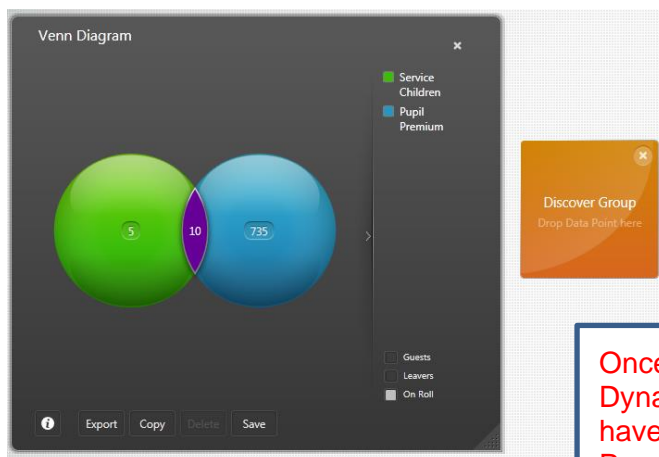 Venn Diagram
Service
Children
Pupil
Premium
5
10
735
Guests
Leavers
On Roll
Export
Copy
Delete
Save
Discover Group
Drop Data Point here
Once
Dyna
have